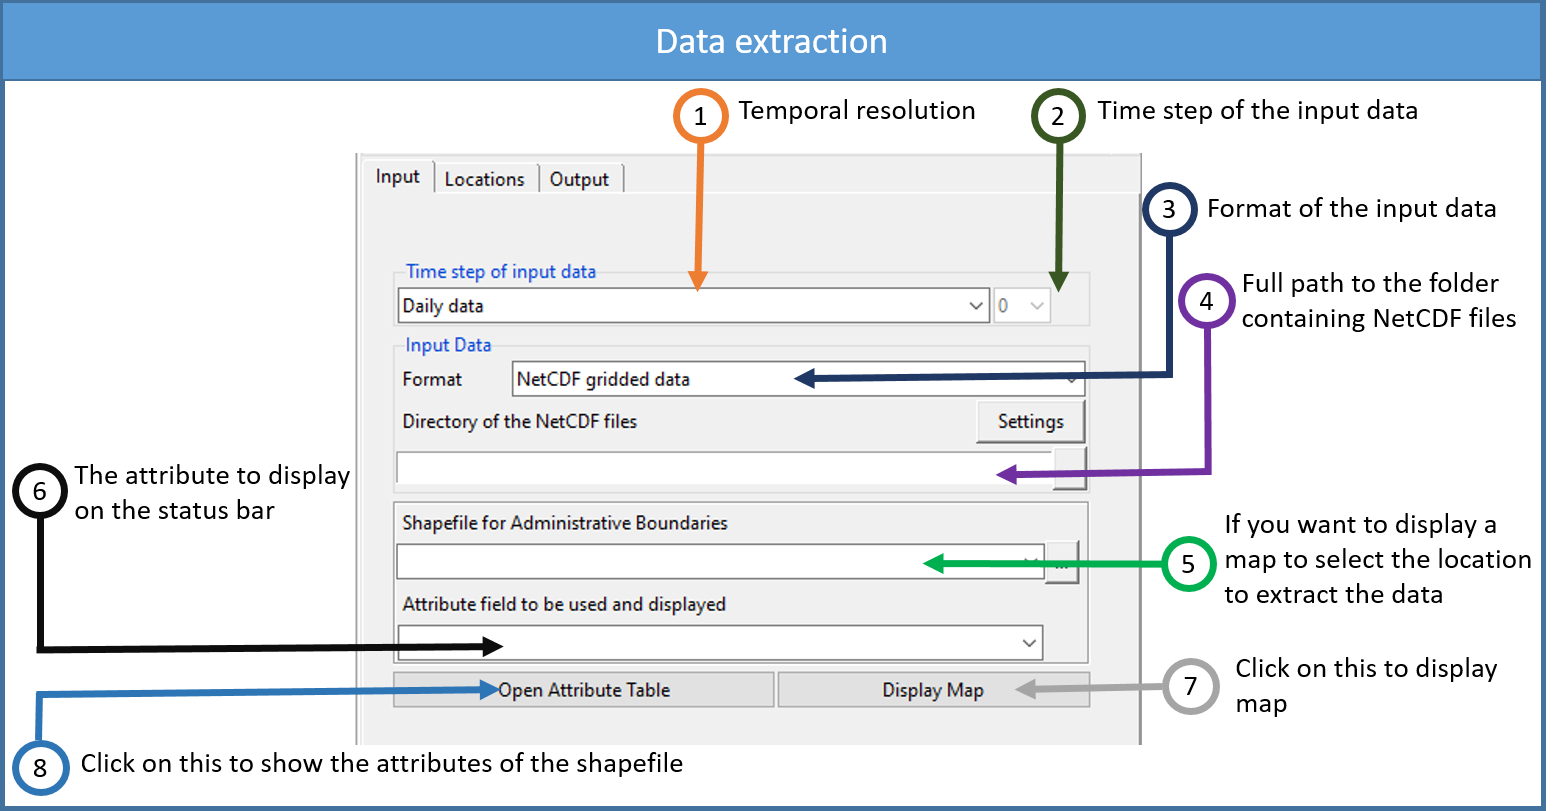 Data extraction
1
Temporal resolution
2
Time step of the input data
Input
Locations
Output
3
Format of the input data
Time step of input data
Daily data
0
4
Full path to the folder
containing NetCDF files
Input Data
Format
NetCDF gridded data
Directory of the NetCDF files
Settings
6
The attribute to display
on the status bar
Shapefile for Administrative Boundaries
...
5
If you want to display a
map to select the location
to extract the data
Attribute field to be used and displayed
Open Attribute Table
Display Map
7
Click on this to display
map
8
Click on this to show the attributes of the shapefile